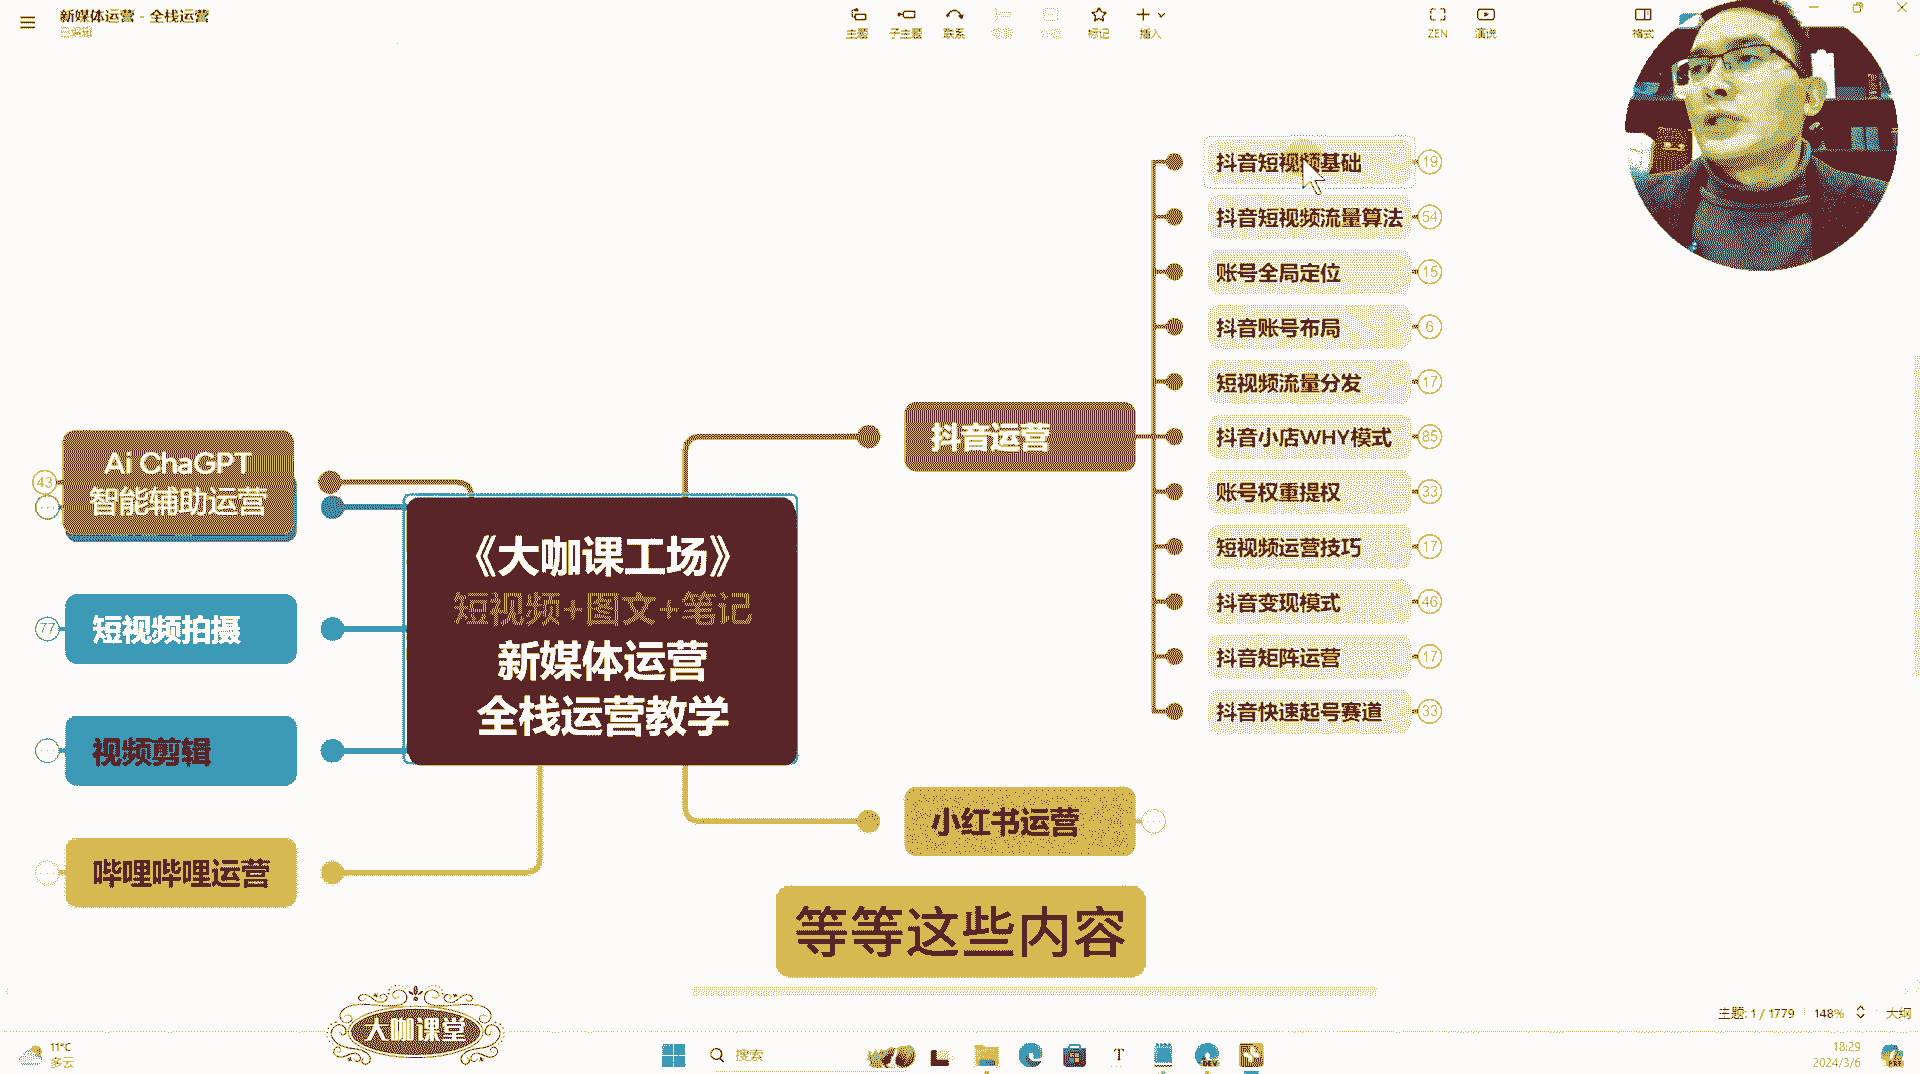 新媒体运营 - 全栈运营
已编辑
主题
子主题
联系
标记
插入
ZEN
演说
格式
抖音短视频基础
19
抖音短视频流量算法
54
账号全局定位
15
抖音账号布局
6
短视频流量分发
17
抖音小店WHY模式
85
账号权重提权
33
短视频运营技巧
17
抖音变现模式
46
抖音矩阵运营
17
抖音快速起号赛道
33
抖音运营
小红书运营
《大咖课工场》
短视频+图文+笔记
新媒体运营
全栈运营教学
Ai ChaGPT
智能辅助运营
43
短视频拍摄
77
视频剪辑
哔哩哔哩运营
等等这些内容
大咖课堂
主题: 1 / 1779
148%
大纲
11°C
多云
搜索
18:29
2024/3/6